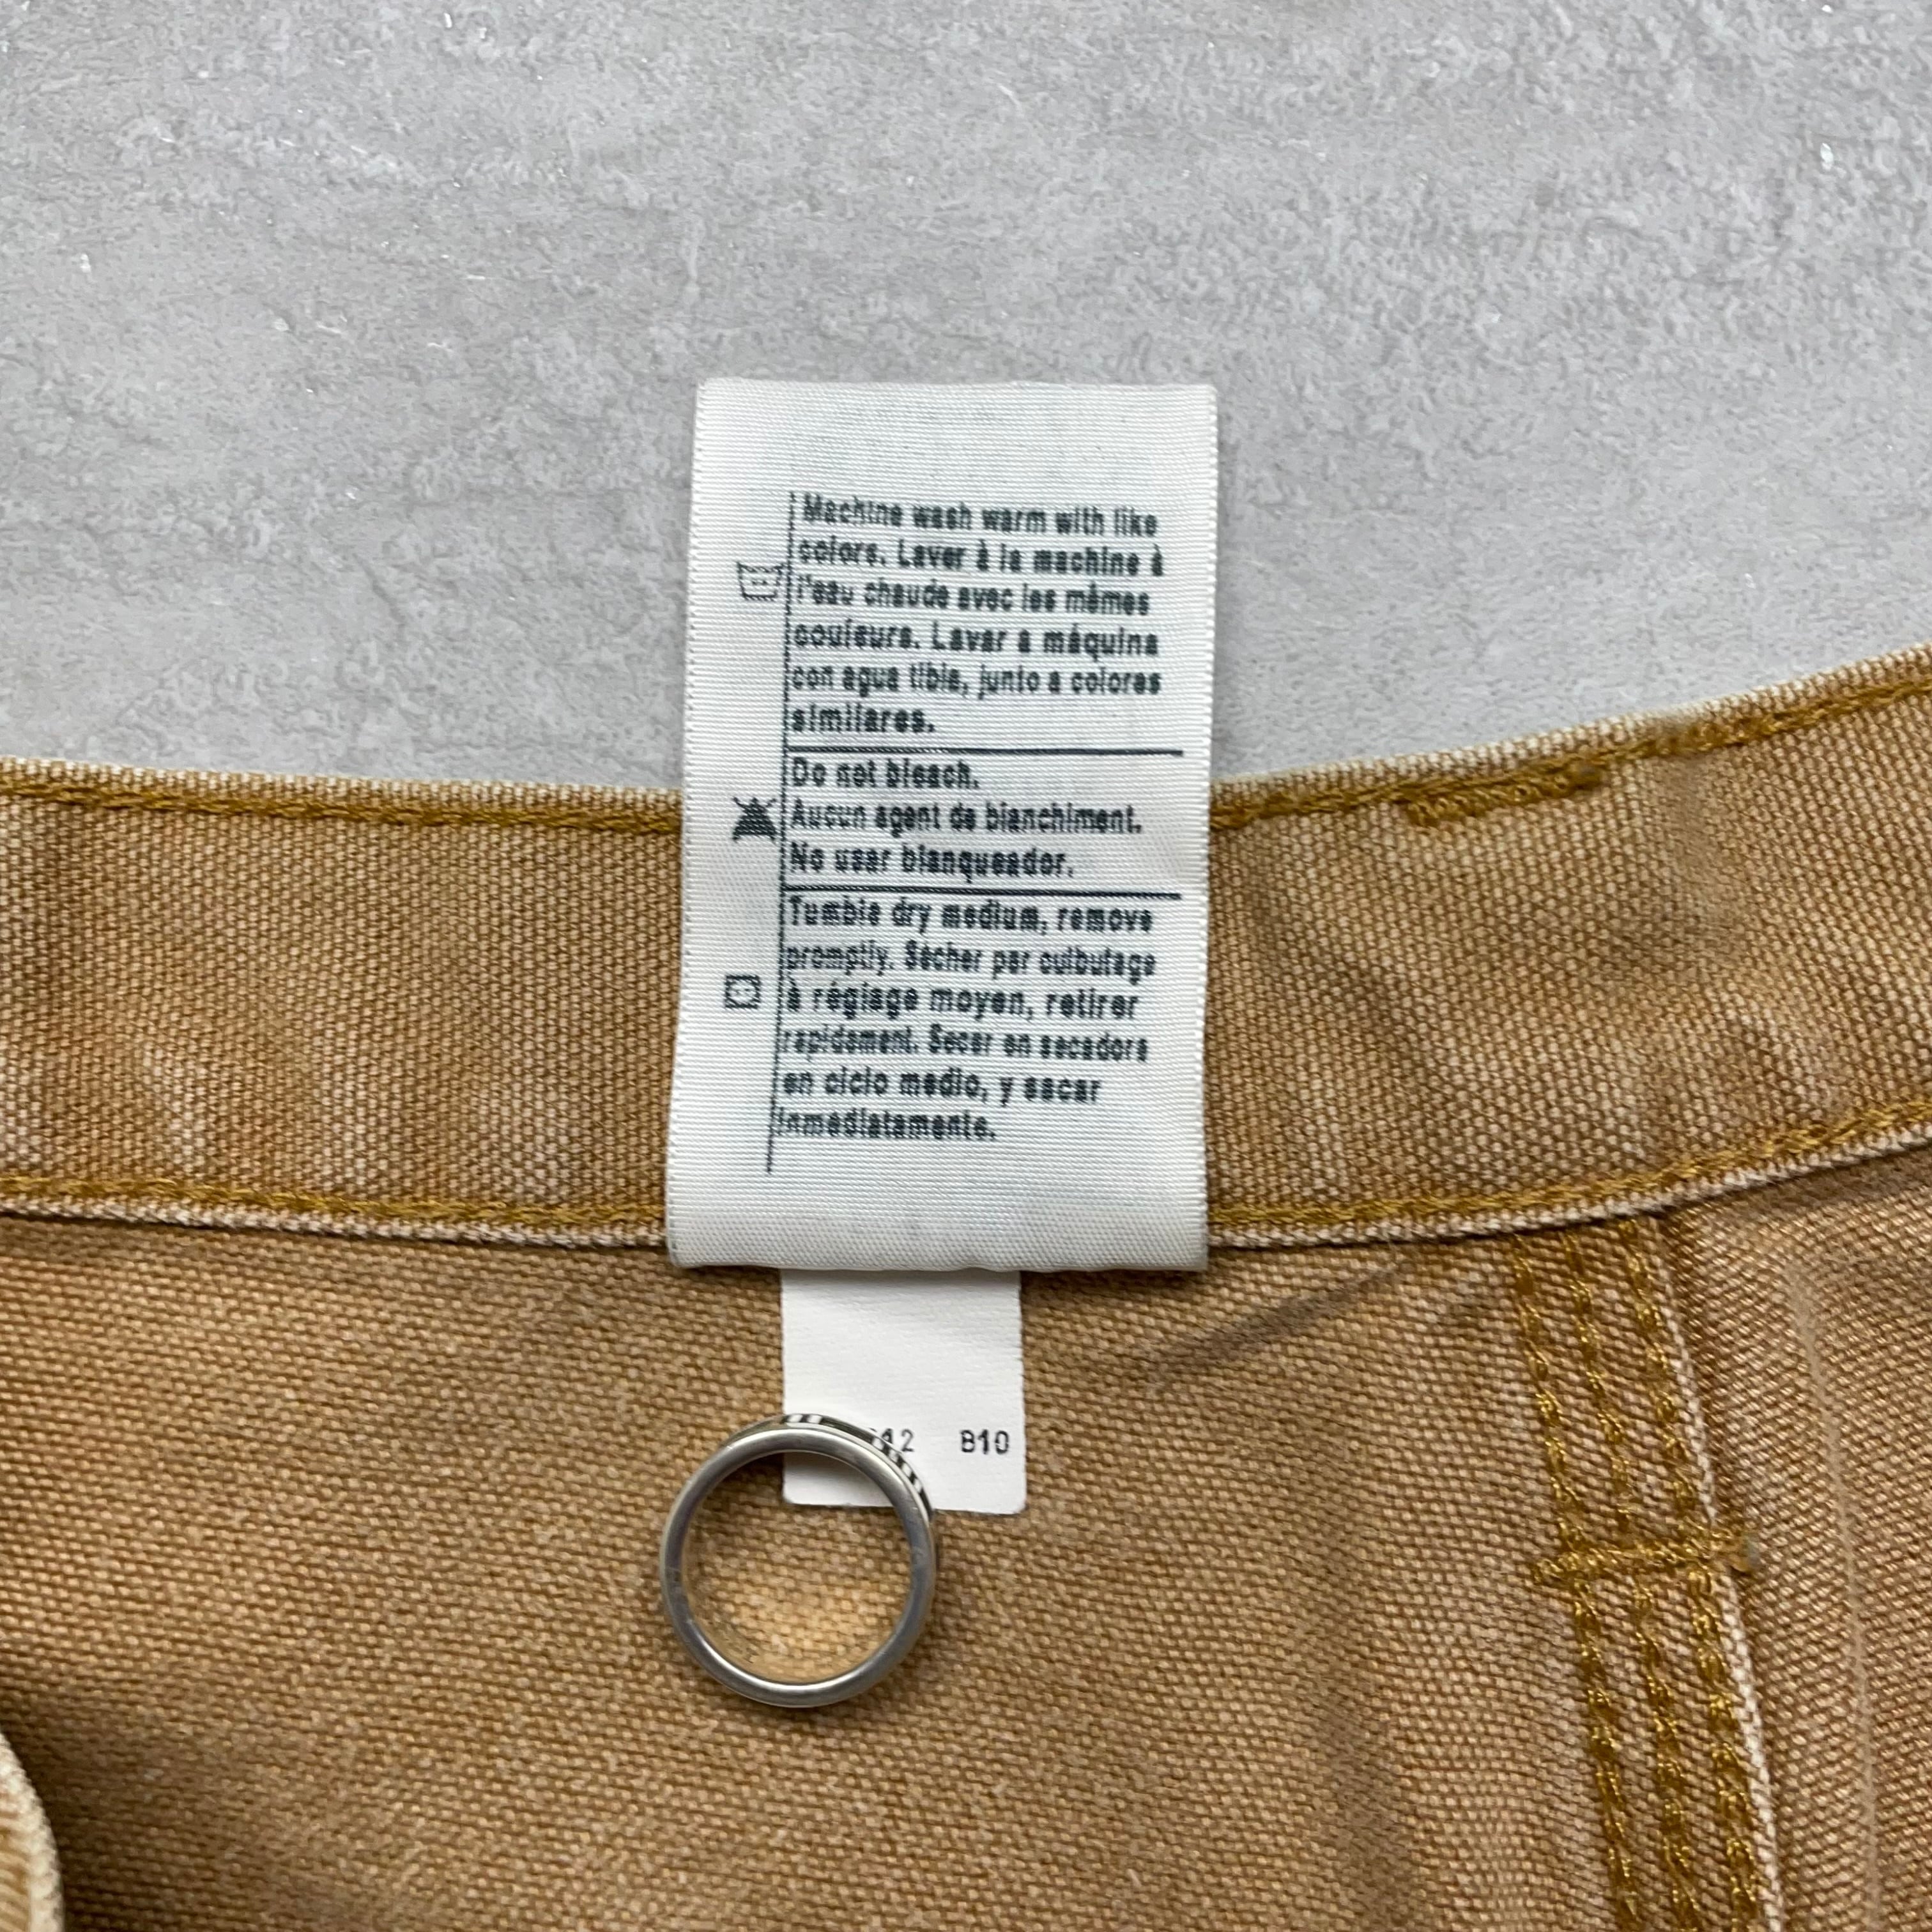 Machine wash warm with like
colors. Laver à la machine à
l'eau chaude avec les mêmes
couleurs. Lavar a máquina
con agua tibia, junto a colores
similares.
Do not bleach.
Aucun agent de blanchiment.
No usar blanqueador.
Tumble dry medium, remove
promptly. Sécher par culbutage
à réglage moyen, retirer
rapidement. Secar en secadora
en ciclo medio, y sacar
inmediatamente.
12 B10